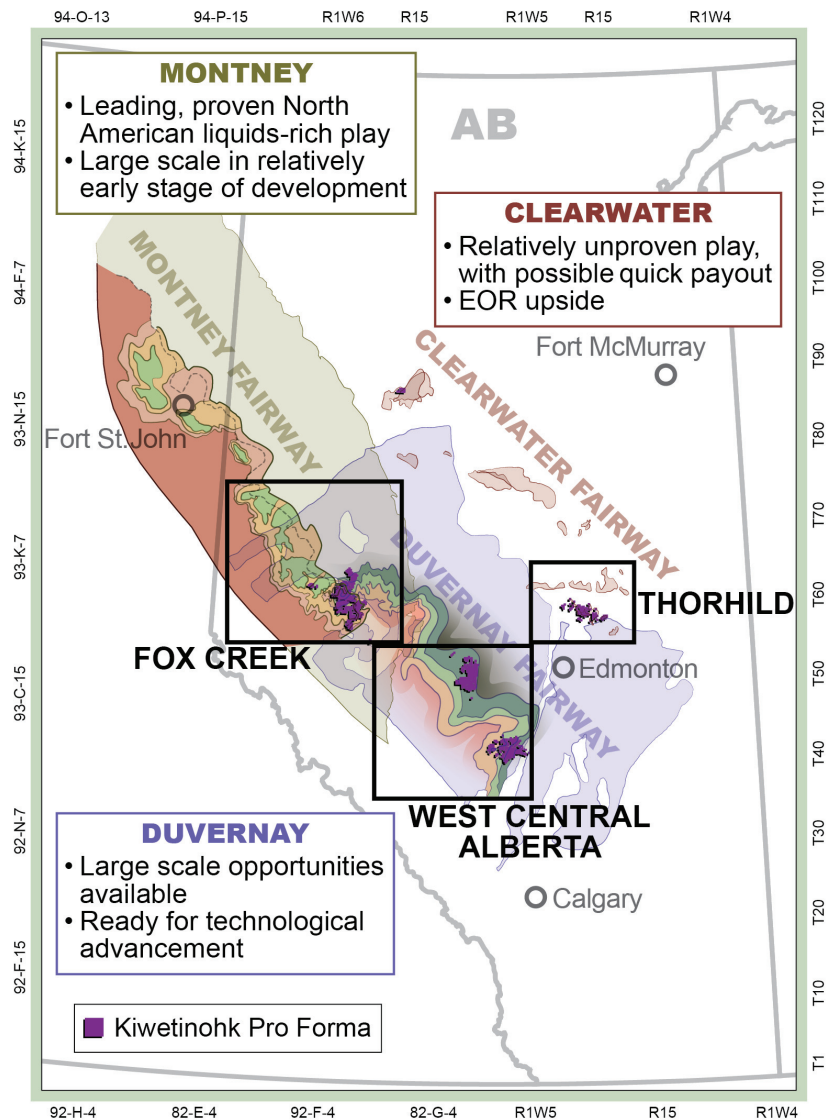 94-O-13 94-P-15 R1W6 R15 R1W5 R15 R1W4
MONTNEY
• Leading, proven North
American liquids-rich play
• Large scale in relatively
early stage of development
AB
CLEARWATER
• Relatively unproven play,
with possible quick payout
• EOR upside
MONTNEY FAIRWAY
CLEARWATER FAIRWAY
DUVERNAY FAIRWAY
Fort McMurray
Fort St. John
FOX CREEK
THORHILD
Edmonton
WEST CENTRAL
ALBERTA
DUVERNAY
• Large scale opportunities
available
• Ready for technological
advancement
Calgary
Kiwetinohk Pro Forma
94-K-15
94-F-7
93-N-15
93-K-7
93-C-15
92-N-7
92-F-15
T120
T110
T100
T90
T80
T70
T60
T50
T40
T30
T20
T10
T1
92-H-4 82-E-4 92-F-4 82-G-4 R1W5 R15 R1W4